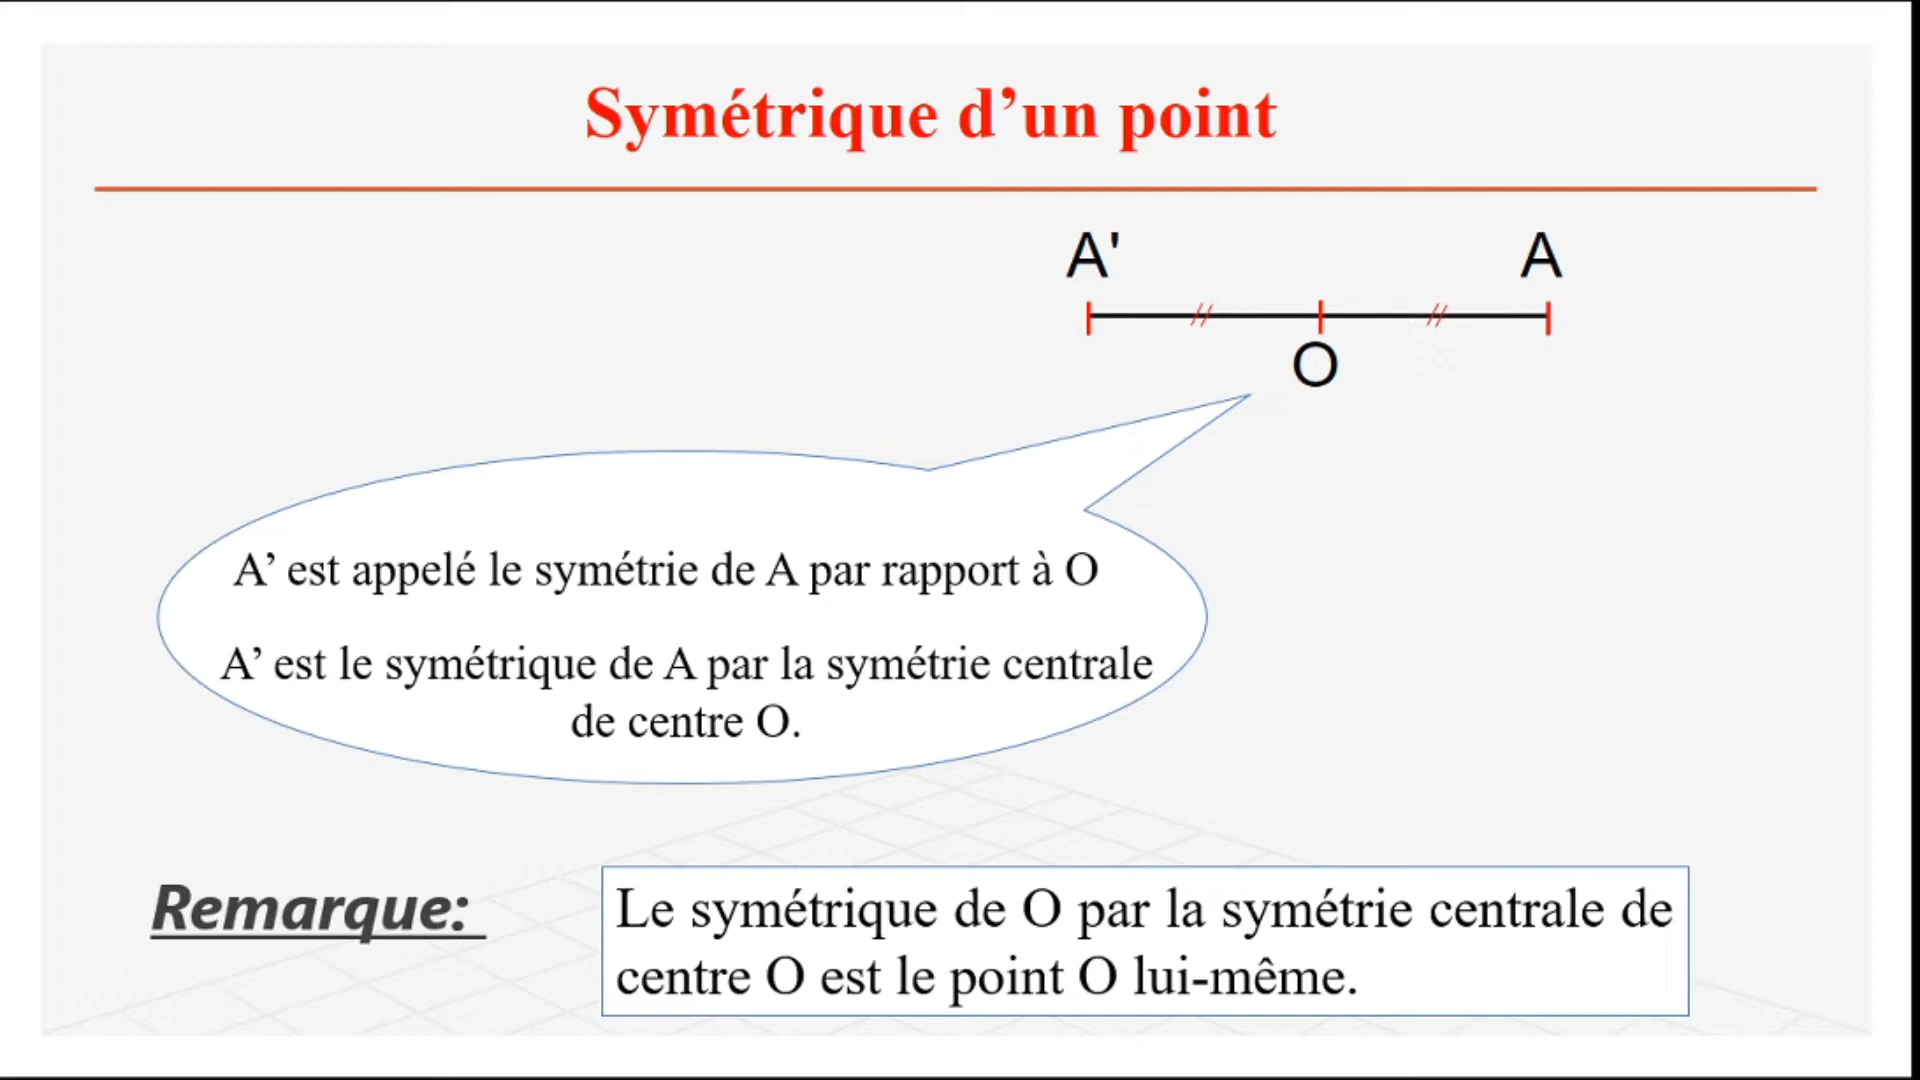 Symétrique d’un point
A' A
O
A’ est appelé le symétrie de A par rapport à O
A’ est le symétrique de A par la symétrie centrale
de centre O.
Remarque:
Le symétrique de O par la symétrie centrale de
centre O est le point O lui-même.